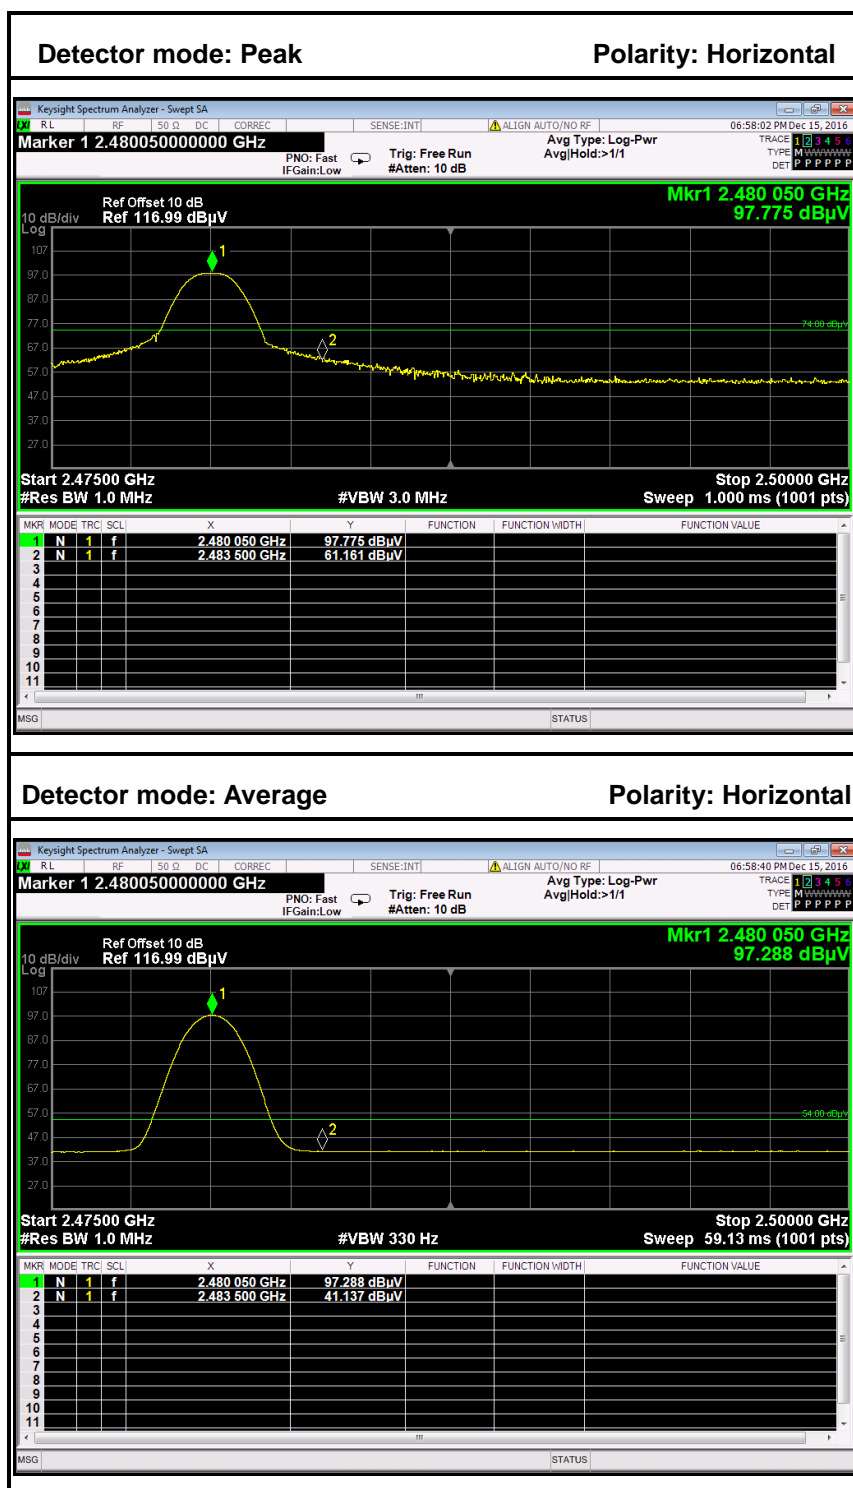 Detector mode: Peak Polarity: Horizontal
Keysight Spectrum Analyzer - Swept SA
LXI RL RF 50 Ω DC CORREC SENSE:INT ALIGN AUTO/NO RF 06:58:02 PM Dec 15, 2016
Marker 1 2.480050000000 GHz Avg Type: Log-Pwr TRACE 1 2 3 4 5 6
PNO: Fast Trig: Free Run Avg|Hold:>1/1 TYPE M WWWWW
IFGain:Low #Atten: 10 dB DET P P P P P P
Mkr1 2.480 050 GHz
Ref Offset 10 dB
10 dB/div Ref 116.99 dBµV 97.775 dBµV
Log
107
1
97.0
87.0
77.0
74.00 dBµV
67.0
2
57.0
47.0
37.0
27.0
Start 2.47500 GHz Stop 2.50000 GHz
#Res BW 1.0 MHz #VBW 3.0 MHz Sweep 1.000 ms (1001 pts)
MKR MODE TRC SCL X Y FUNCTION FUNCTION WIDTH FUNCTION VALUE
1 N 1 f 2.480 050 GHz 97.775 dBµV
2 N 1 f 2.483 500 GHz 61.161 dBµV
3
4
5
6
7
8
9
10
11
MSG STATUS
Detector mode: Average Polarity: Horizontal
Keysight Spectrum Analyzer - Swept SA
LXI RL RF 50 Ω DC CORREC SENSE:INT ALIGN AUTO/NO RF 06:58:40 PM Dec 15, 2016
Marker 1 2.480050000000 GHz Avg Type: Log-Pwr TRACE 1 2 3 4 5 6
PNO: Fast Trig: Free Run Avg|Hold:>1/1 TYPE M WWWWW
IFGain:Low #Atten: 10 dB DET P P P P P P
Mkr1 2.480 050 GHz
Ref Offset 10 dB
10 dB/div Ref 116.99 dBµV 97.288 dBµV
Log
107
1
97.0
87.0
77.0
67.0
57.0
54.00 dBµV
47.0
2
37.0
27.0
Start 2.47500 GHz Stop 2.50000 GHz
#Res BW 1.0 MHz #VBW 330 Hz Sweep 59.13 ms (1001 pts)
MKR MODE TRC SCL X Y FUNCTION FUNCTION WIDTH FUNCTION VALUE
1 N 1 f 2.480 050 GHz 97.288 dBµV
2 N 1 f 2.483 500 GHz 41.137 dBµV
3
4
5
6
7
8
9
10
11
MSG STATUS